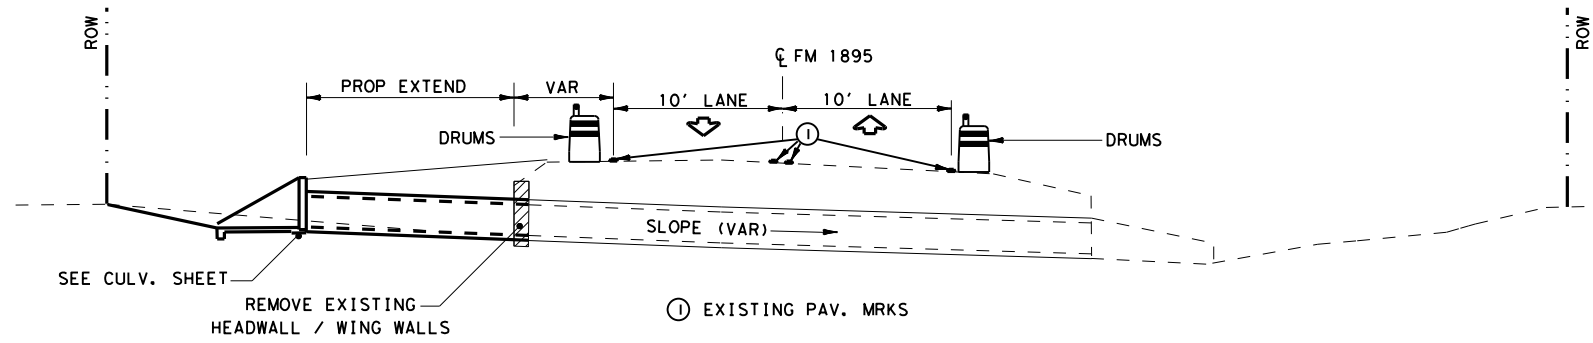 ROW
ROW
℄ FM 1895
PROP EXTEND
VAR
10' LANE
10' LANE
DRUMS
1
DRUMS
SLOPE (VAR)
SEE CULV. SHEET
REMOVE EXISTING
HEADWALL / WING WALLS
1 EXISTING PAV. MRKS